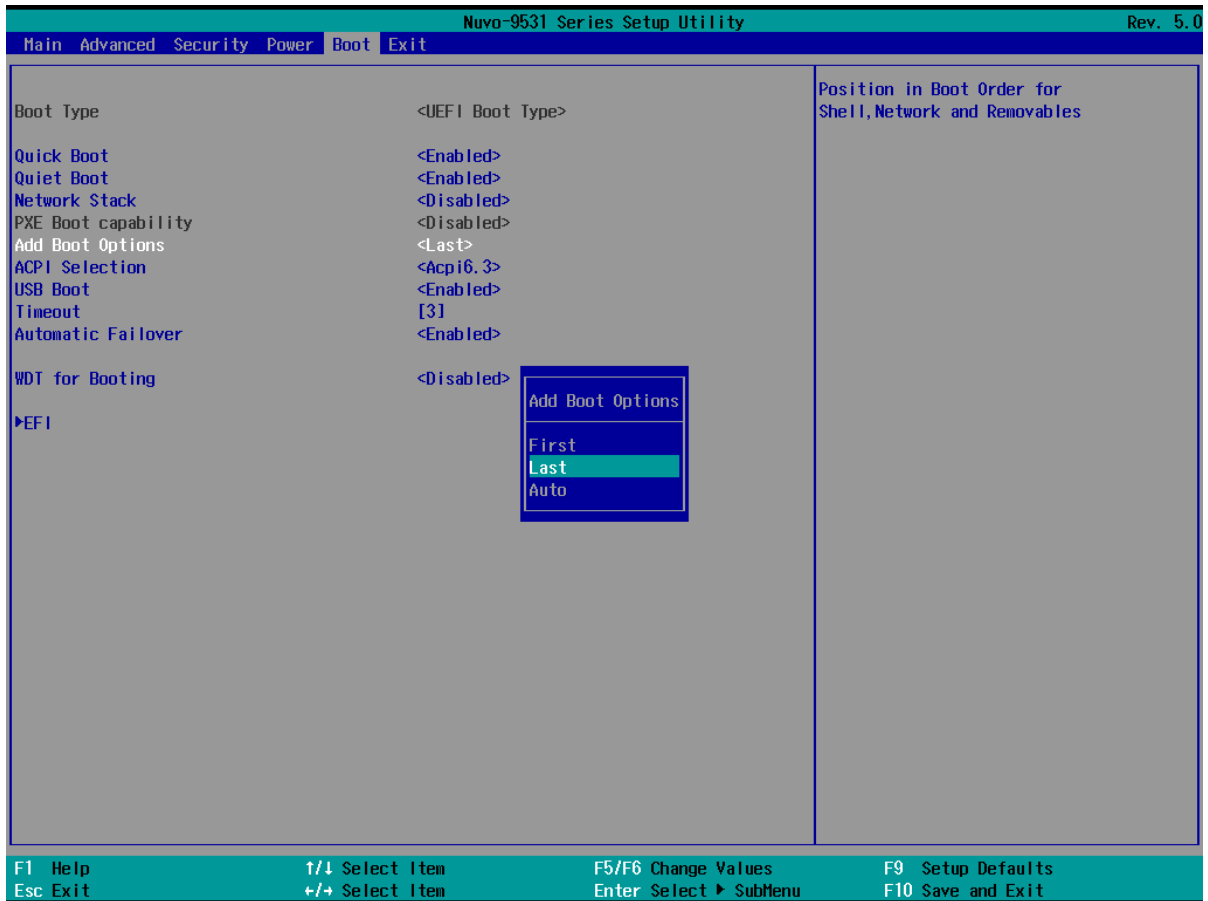 Nuvo-9531 Series Setup Utility Rev. 5.0
Main Advanced Security Power Boot Exit
Position in Boot Order for
Shell,Network and Removables
Boot Type <UEFI Boot Type>
Quick Boot <Enabled>
Quiet Boot <Enabled>
Network Stack <Disabled>
PXE Boot capability <Disabled>
Add Boot Options <Last>
ACPI Selection <Acpi6.3>
USB Boot <Enabled>
Timeout [3]
Automatic Failover <Enabled>
WDT for Booting <Disabled>
▶EFI
Add Boot Options
First
Last
Auto
F1 Help ↑/↓ Select Item F5/F6 Change Values F9 Setup Defaults
Esc Exit ←/→ Select Item Enter Select ▶ SubMenu F10 Save and Exit